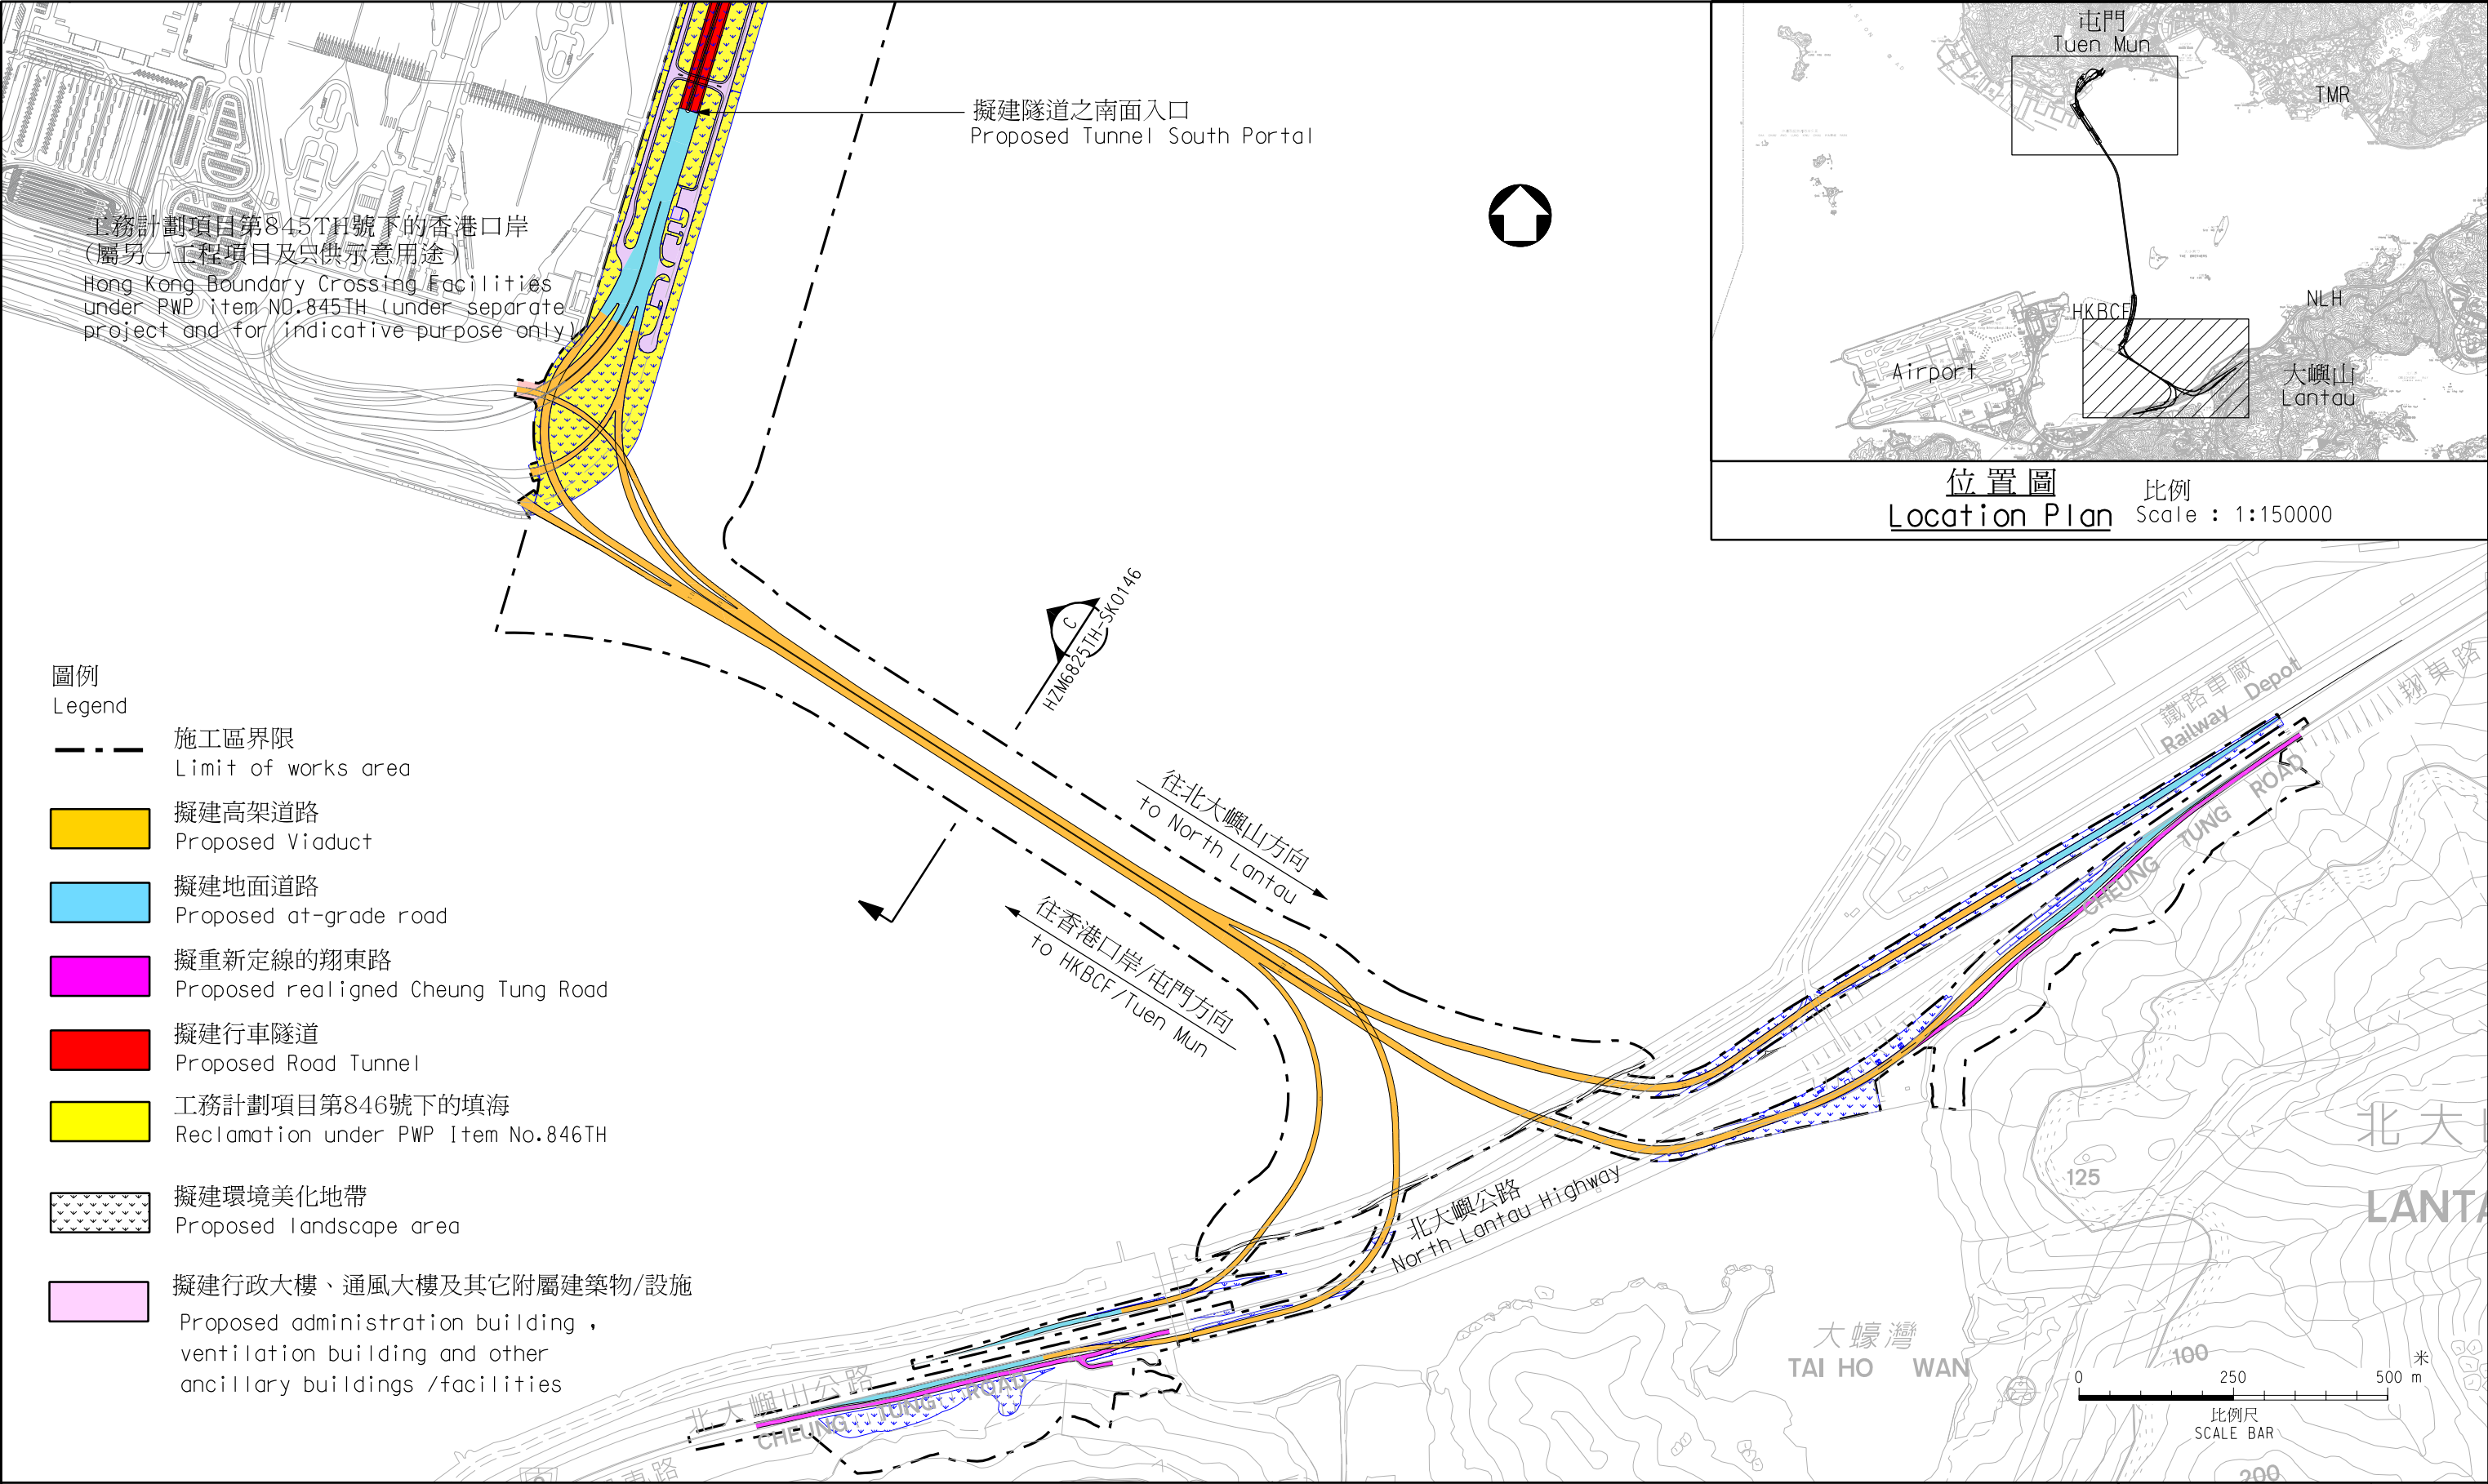 擬建隧道之南面入口
Proposed Tunnel South Portal
工務計劃項目第845TH號下的香港口岸
(屬另一工程項目及只供示意用途)
Hong Kong Boundary Crossing Facilities
under PWP item NO.845TH (under separate
project and for indicative purpose only)
屯門
Tuen Mun
TMR
NLH
HKBCF
Airport
大嶼山
Lantau
位置圖
Location Plan
比例
Scale : 1:150000
C
HZM6825TH-SK0146
往北大嶼山方向
to North Lantau
往香港口岸/屯門方向
to HKBCF/Tuen Mun
圖例
Legend
施工區界限
Limit of works area
擬建高架道路
Proposed Viaduct
擬建地面道路
Proposed at-grade road
擬重新定線的翔東路
Proposed realigned Cheung Tung Road
擬建行車隧道
Proposed Road Tunnel
工務計劃項目第846號下的填海
Reclamation under PWP Item No.846TH
擬建環境美化地帶
Proposed landscape area
擬建行政大樓、通風大樓及其它附屬建築物/設施
Proposed administration building ,
ventilation building and other
ancillary buildings /facilities
鐵路車廠
Railway Depot
翔東路
CHEUNG TUNG ROAD
北大嶼公路
North Lantau Highway
北大嶼山公路
CHEUNG TUNG ROAD
東路
大蠔灣
TAI HO WAN
125
100
200
北大
LANTA
0 250 500 m
米
比例尺
SCALE BAR